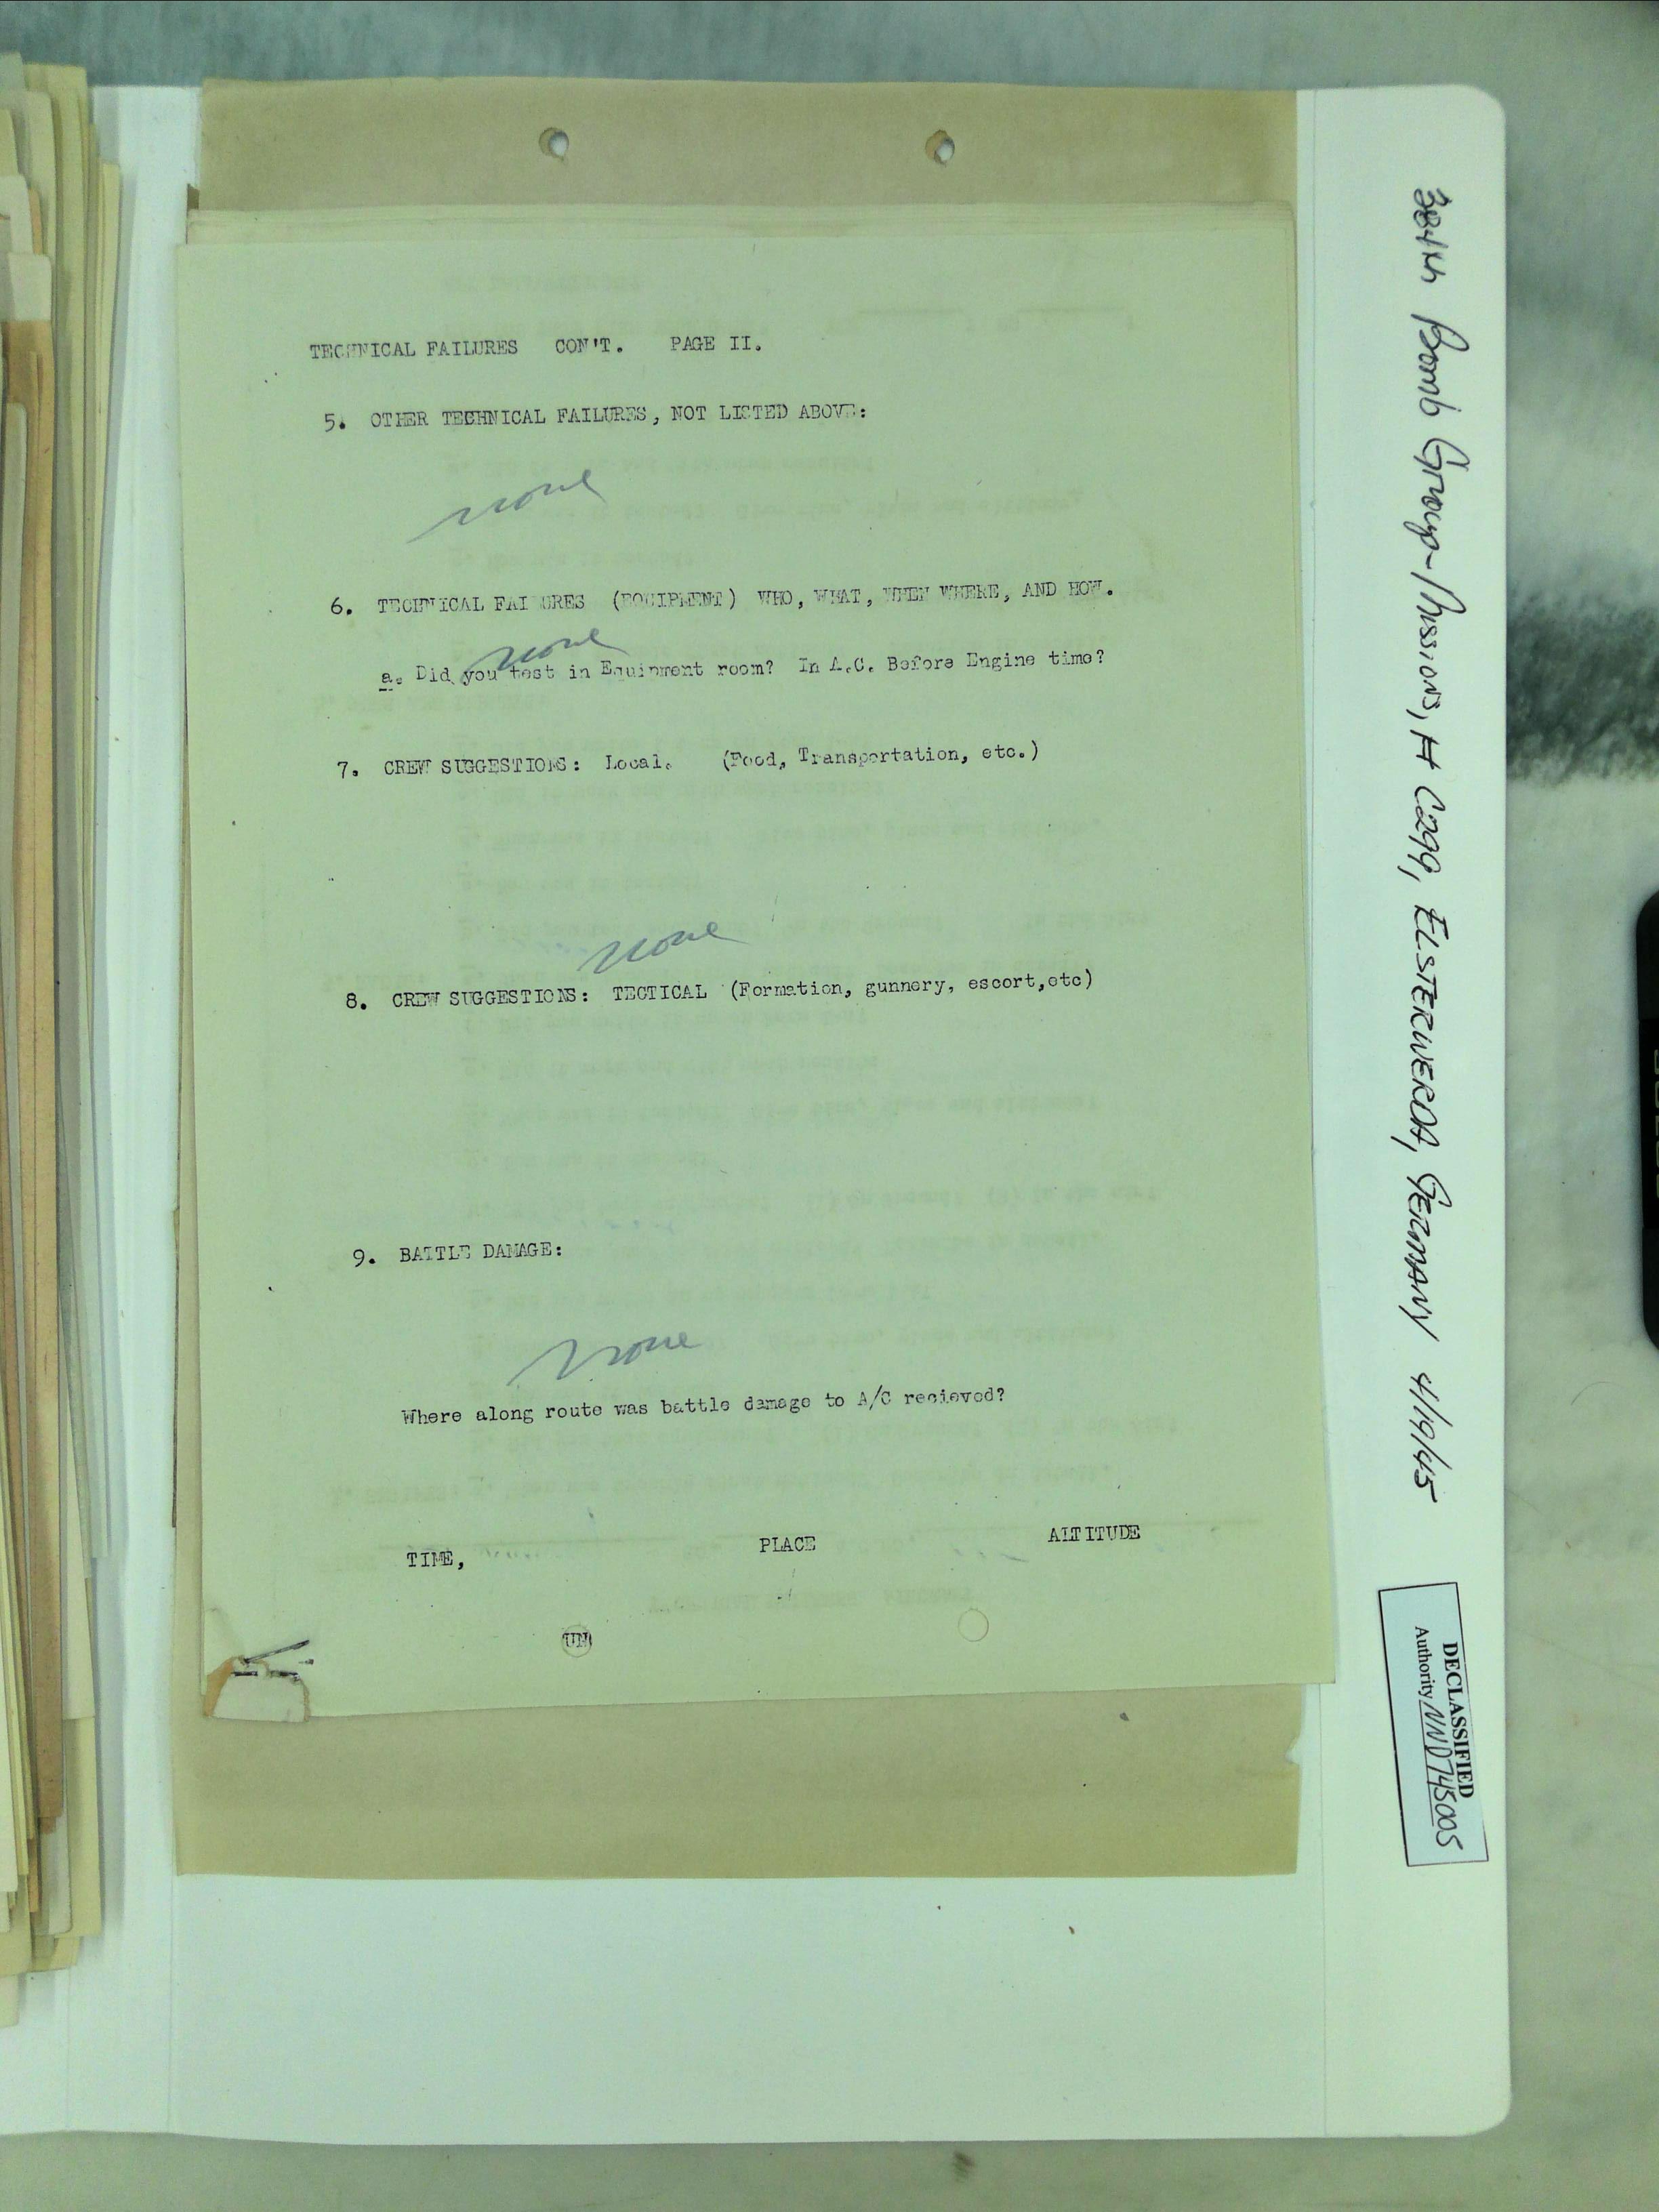 TECHNICAL FAILURES CON'T. PAGE II.
5. OTHER TECHNICAL FAILURES, NOT LISTED ABOVE:
none
6. TECHNICAL FAILURES (EQUIPMENT) WHO, WHAT, WHEN WHERE, AND HOW.
none
a. Did you test in Equipment room? In A.C. Before Engine time?
7. CREW SUGGESTIONS: Local. (Food, Transportation, etc.)
none
8. CREW SUGGESTIONS: TECTICAL (Formation, gunnery, escort,etc)
9. BATTLE DAMAGE:
None
Where along route was battle damage to A/C recieved?
TIME, PLACE ALTITUDE
UN
Bomb Group-Missions, ELSTERWERDA, GERMANY 4/19/45
DECLASSIFIED
Authority NND745005